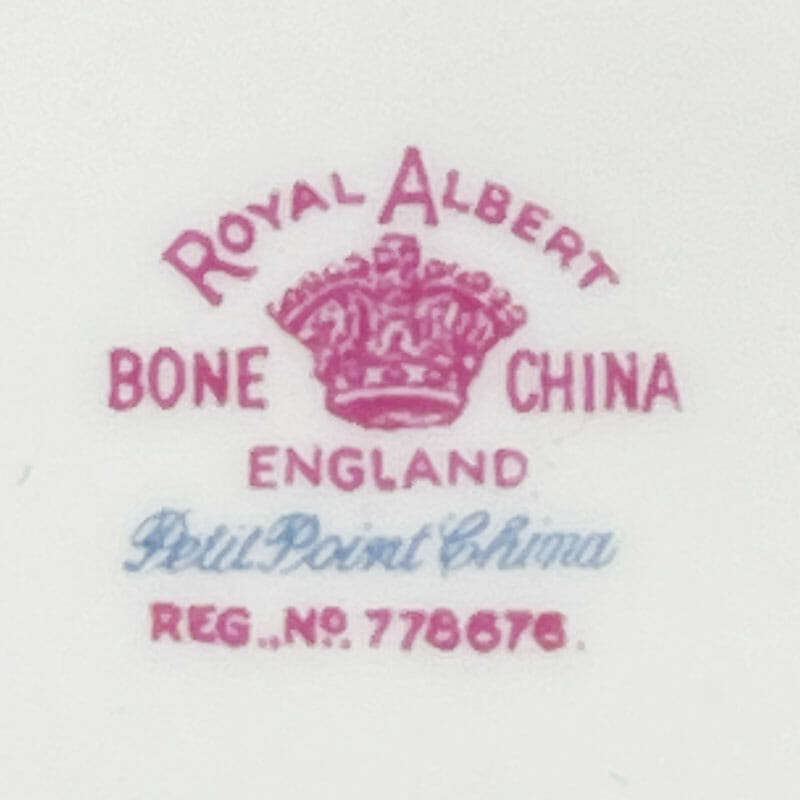 ROYAL ALBERT
BONE CHINA
ENGLAND
Petit Point China
REG., No. 778676.